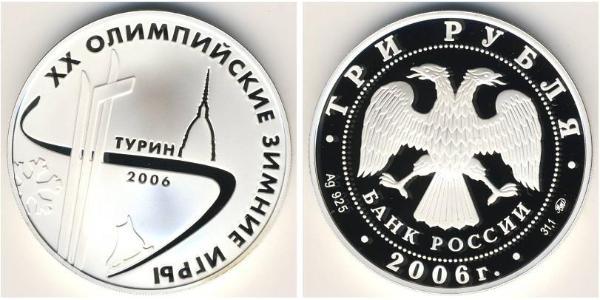 XX ОЛИМПИЙСКИЕ ЗИМНИЕ ИГРЫ
ТУРИН
2006
ТРИ РУБЛЯ
Ag 925
БАНК РОССИИ
31,1
• 2006г. •